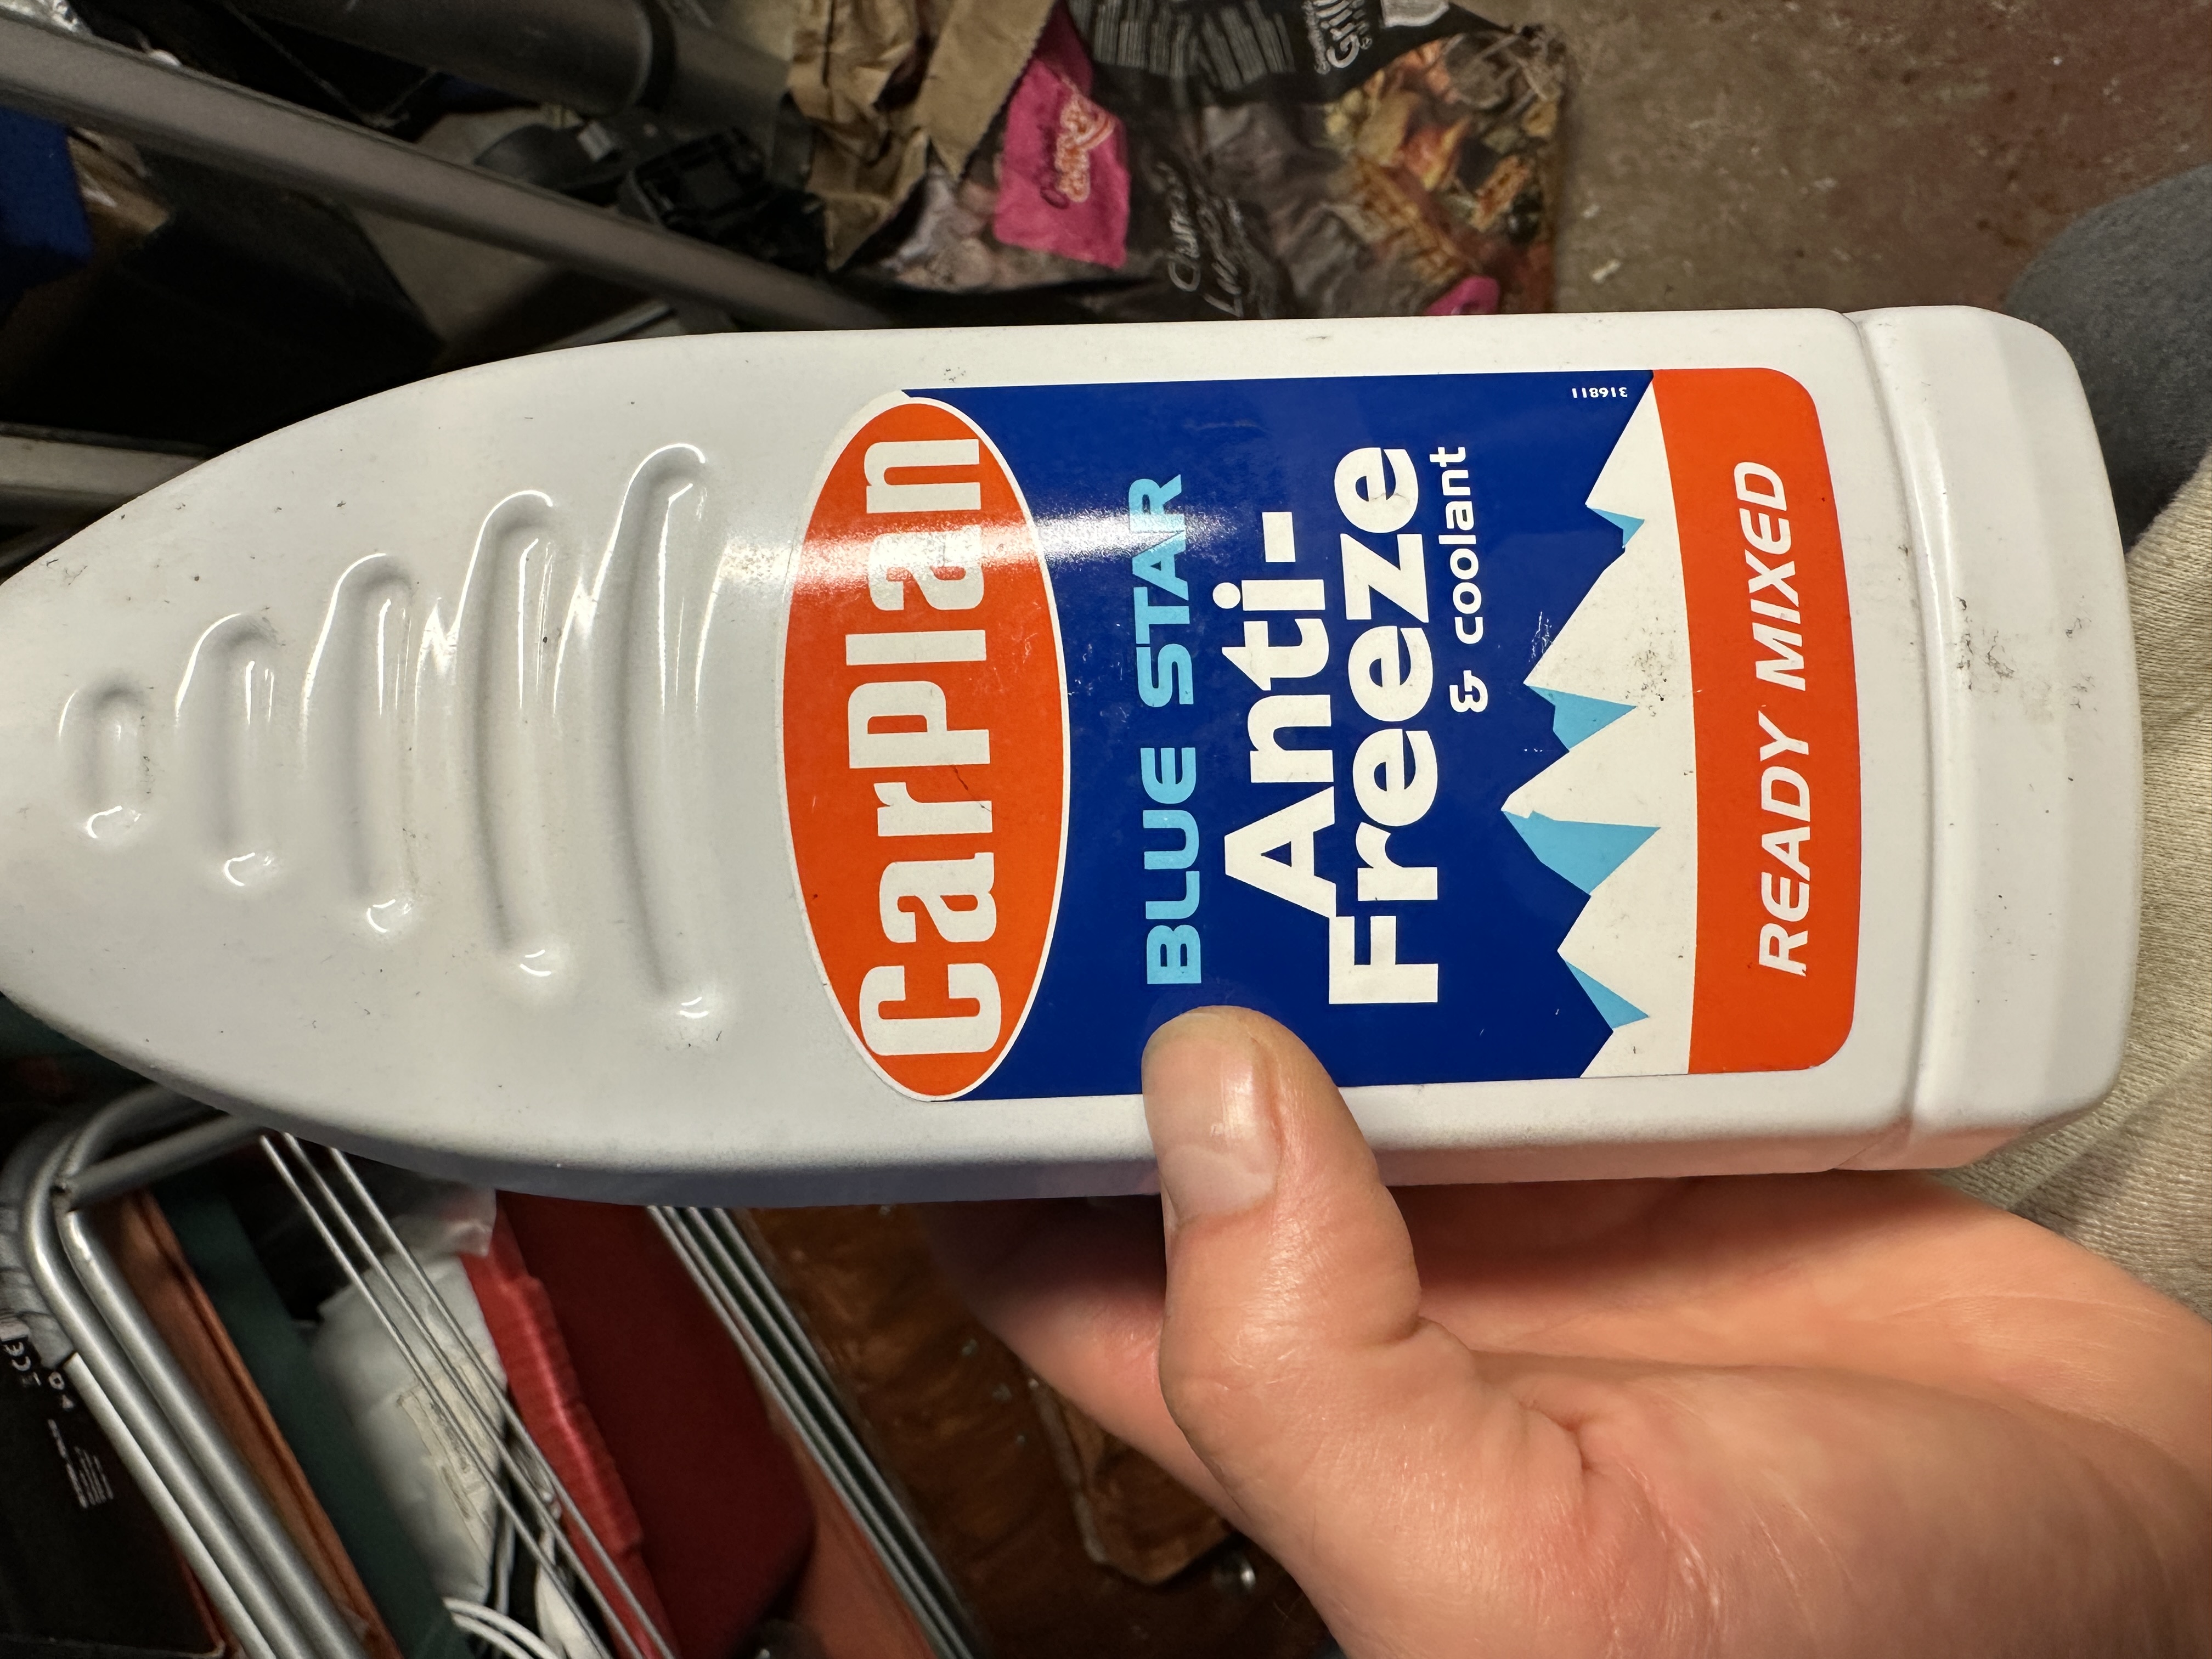 CarPlan
BLUE STAR
Anti-
Freeze
& coolant
READY MIXED
316811